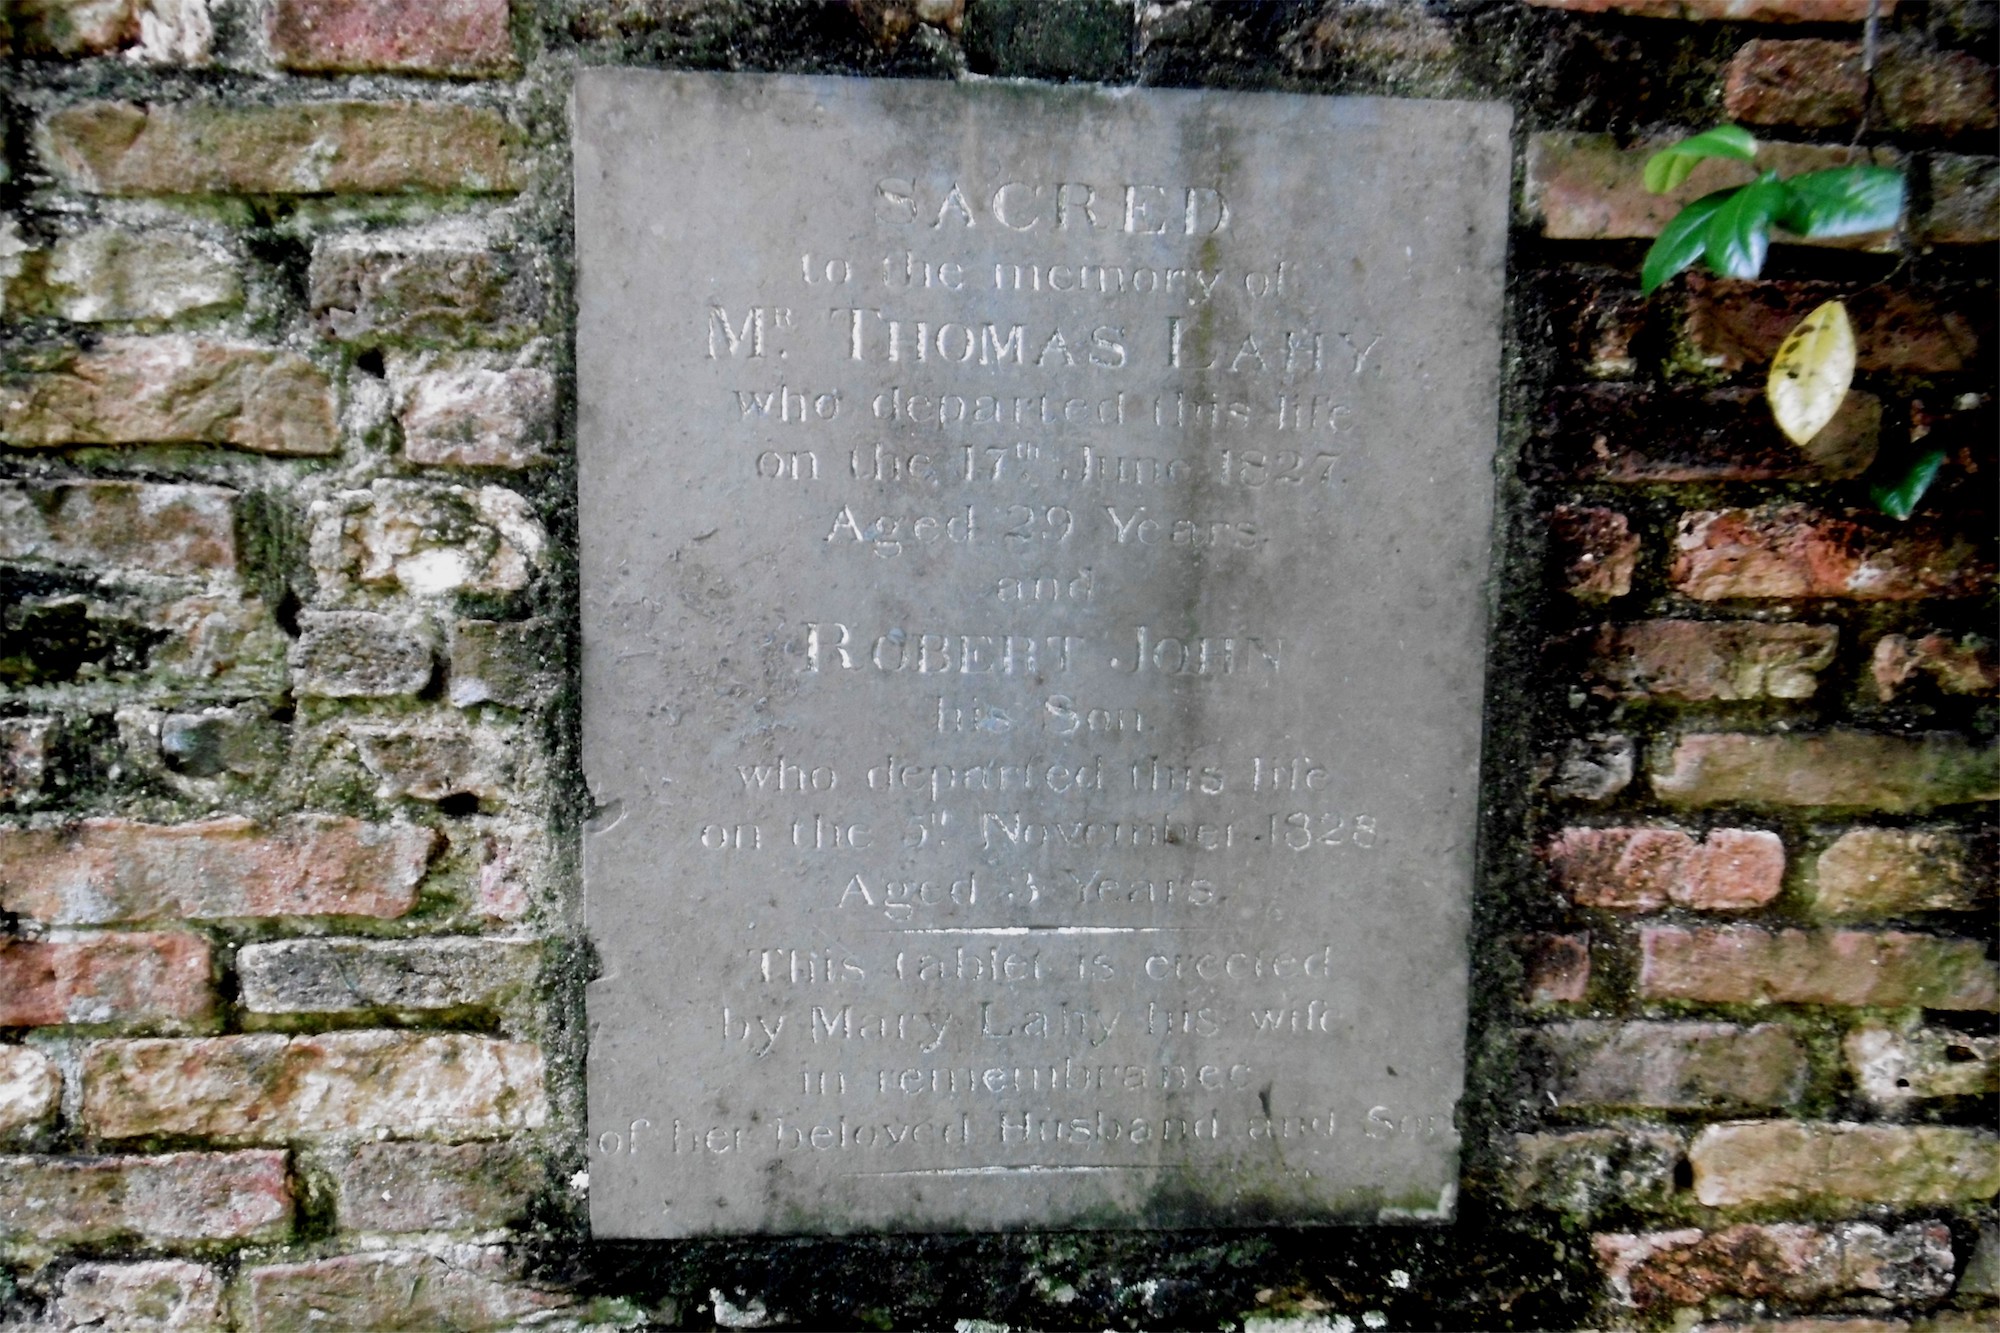 SACRED
to the memory of
Mr. THOMAS LAHY,
who departed this life
on the 17th June 1827.
Aged 29 Years.
and
ROBERT JOHN
his Son.
who departed this life
on the 5th November 1828
Aged 3 Years.
This tablet is erected
by Mary Lahy his wife
in remembrance
of her beloved Husband and Son